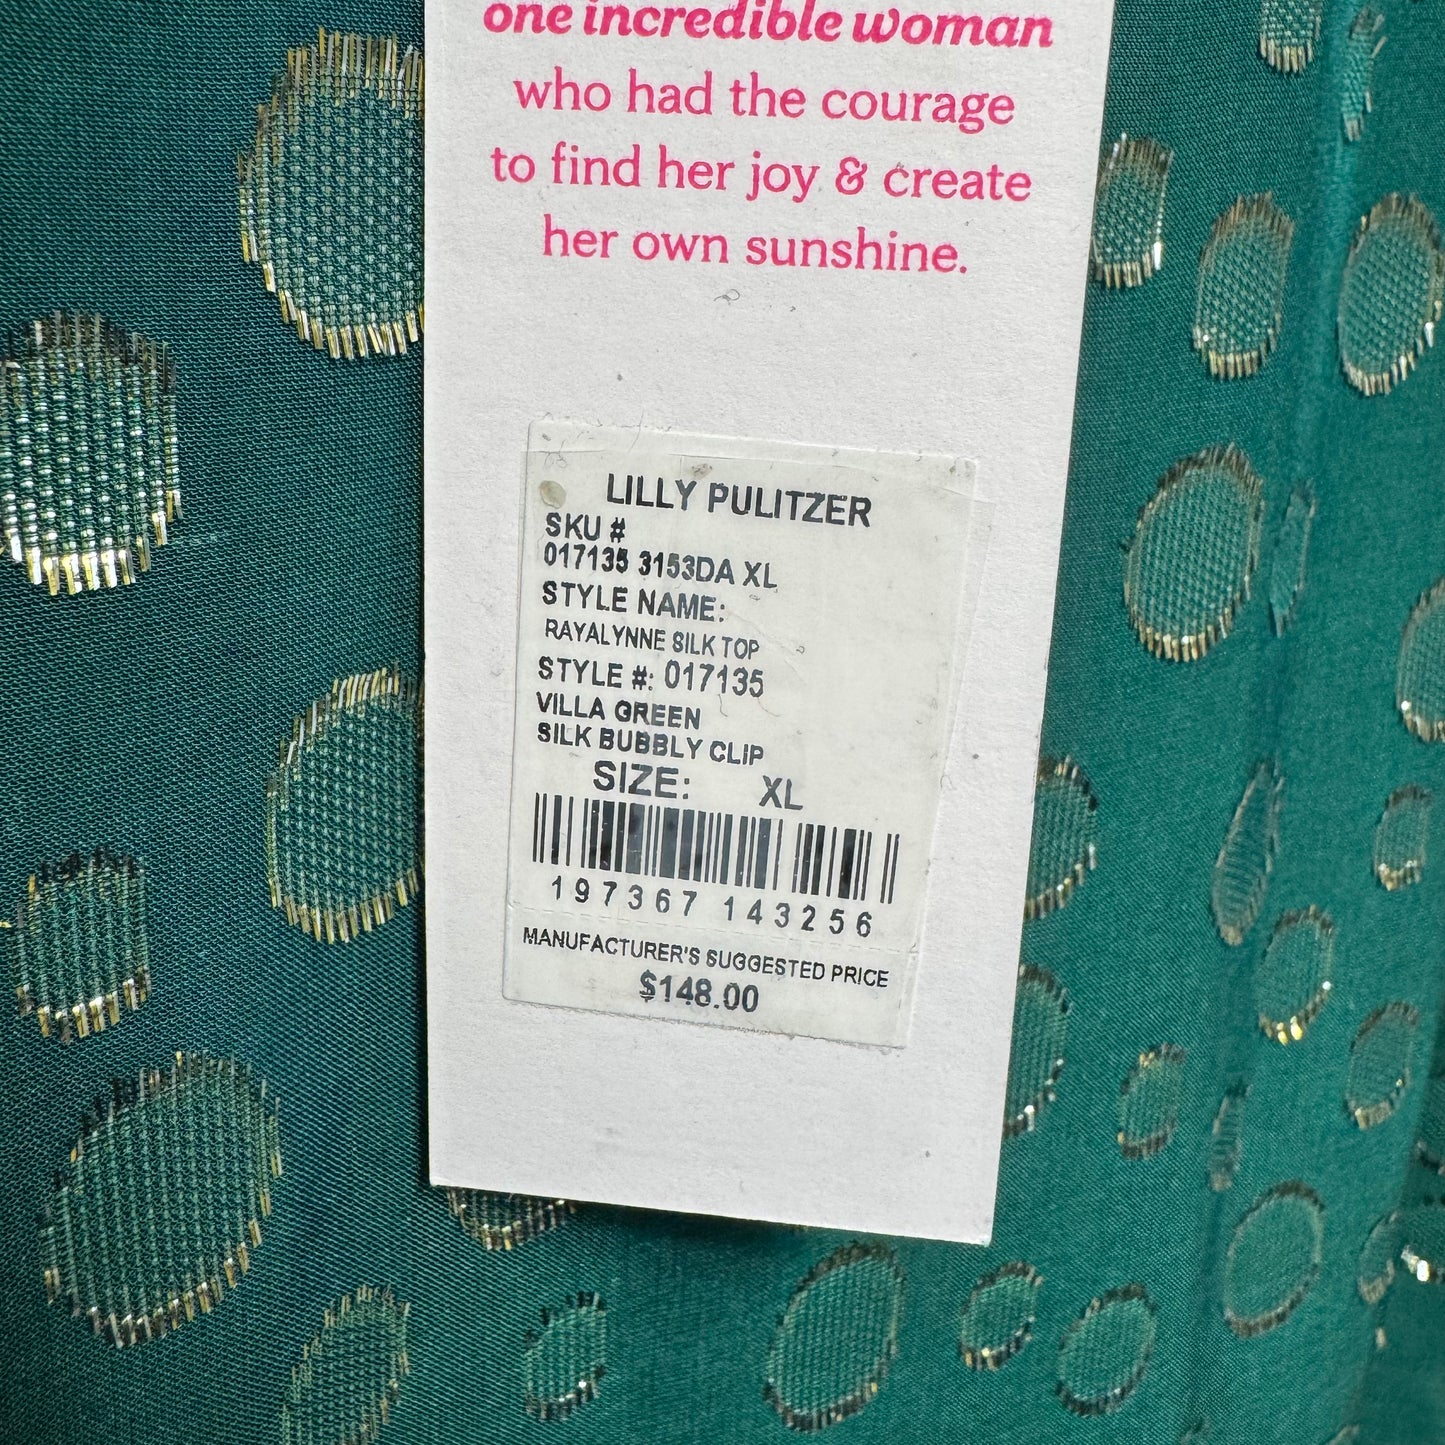 one incredible woman
who had the courage
to find her joy & create
her own sunshine.
LILLY PULITZER
SKU #
017135 3153DA XL
STYLE NAME:
RAYALYNNE SILK TOP
STYLE #: 017135
VILLA GREEN
SILK BUBBLY CLIP
SIZE: XL
197367 143256
MANUFACTURER'S SUGGESTED PRICE
$148.00